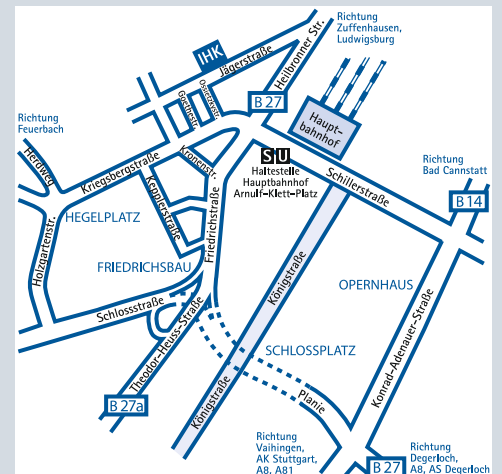 Richtung
Zuffenhausen,
Ludwigsburg
Heilbronner Str.
IHK
Jägerstraße
Goethestr.
Ossietzkystr.
B 27
Haupt-
bahnhof
Richtung
Feuerbach
Herdweg
Kriegsbergstraße
Kronenstr.
S U
Haltestelle
Hauptbahnhof
Arnulf-Klett-Platz
Schillerstraße
Richtung
Bad Cannstatt
B 14
Keplerstraße
HEGELPLATZ
Holzgartenstr.
Friedrichstraße
FRIEDRICHSBAU
Königstraße
OPERNHAUS
Schlossstraße
Theodor-Heuss-Straße
SCHLOSSPLATZ
Konrad-Adenauer-Straße
B 27a
Königstraße
Planie
Richtung
Vaihingen,
AK Stuttgart,
A8, A81
B 27
Richtung
Degerloch,
A8, AS Degerloch